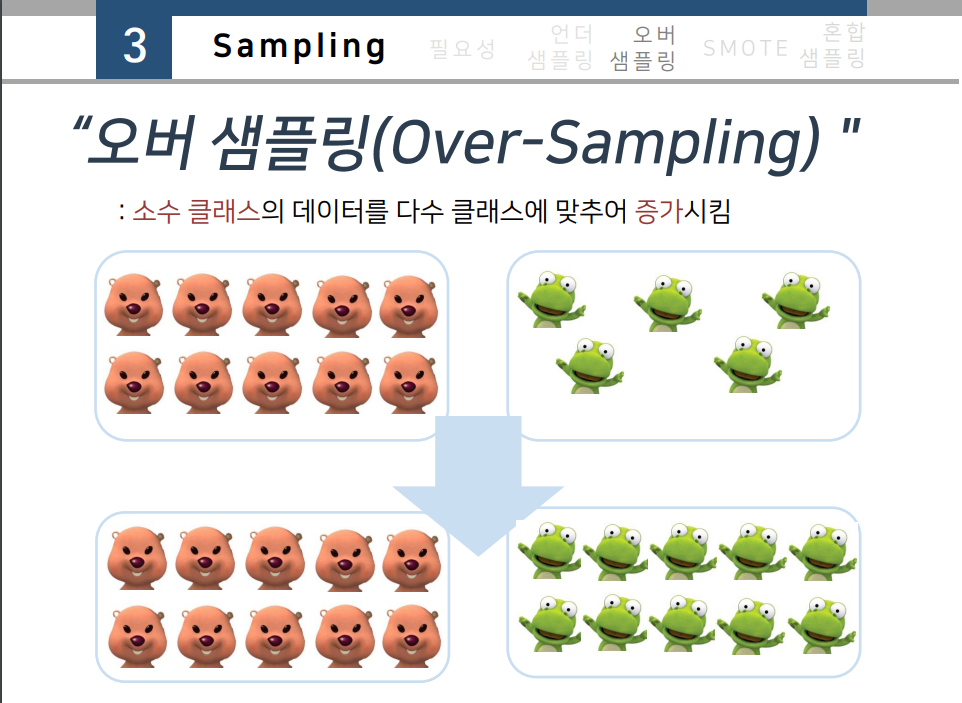 3 Sampling 필요성 언더 샘플링 오버 샘플링 SMOTE 혼합 샘플링
“오버 샘플링(Over-Sampling) "
: 소수 클래스의 데이터를 다수 클래스에 맞추어 증가시킴